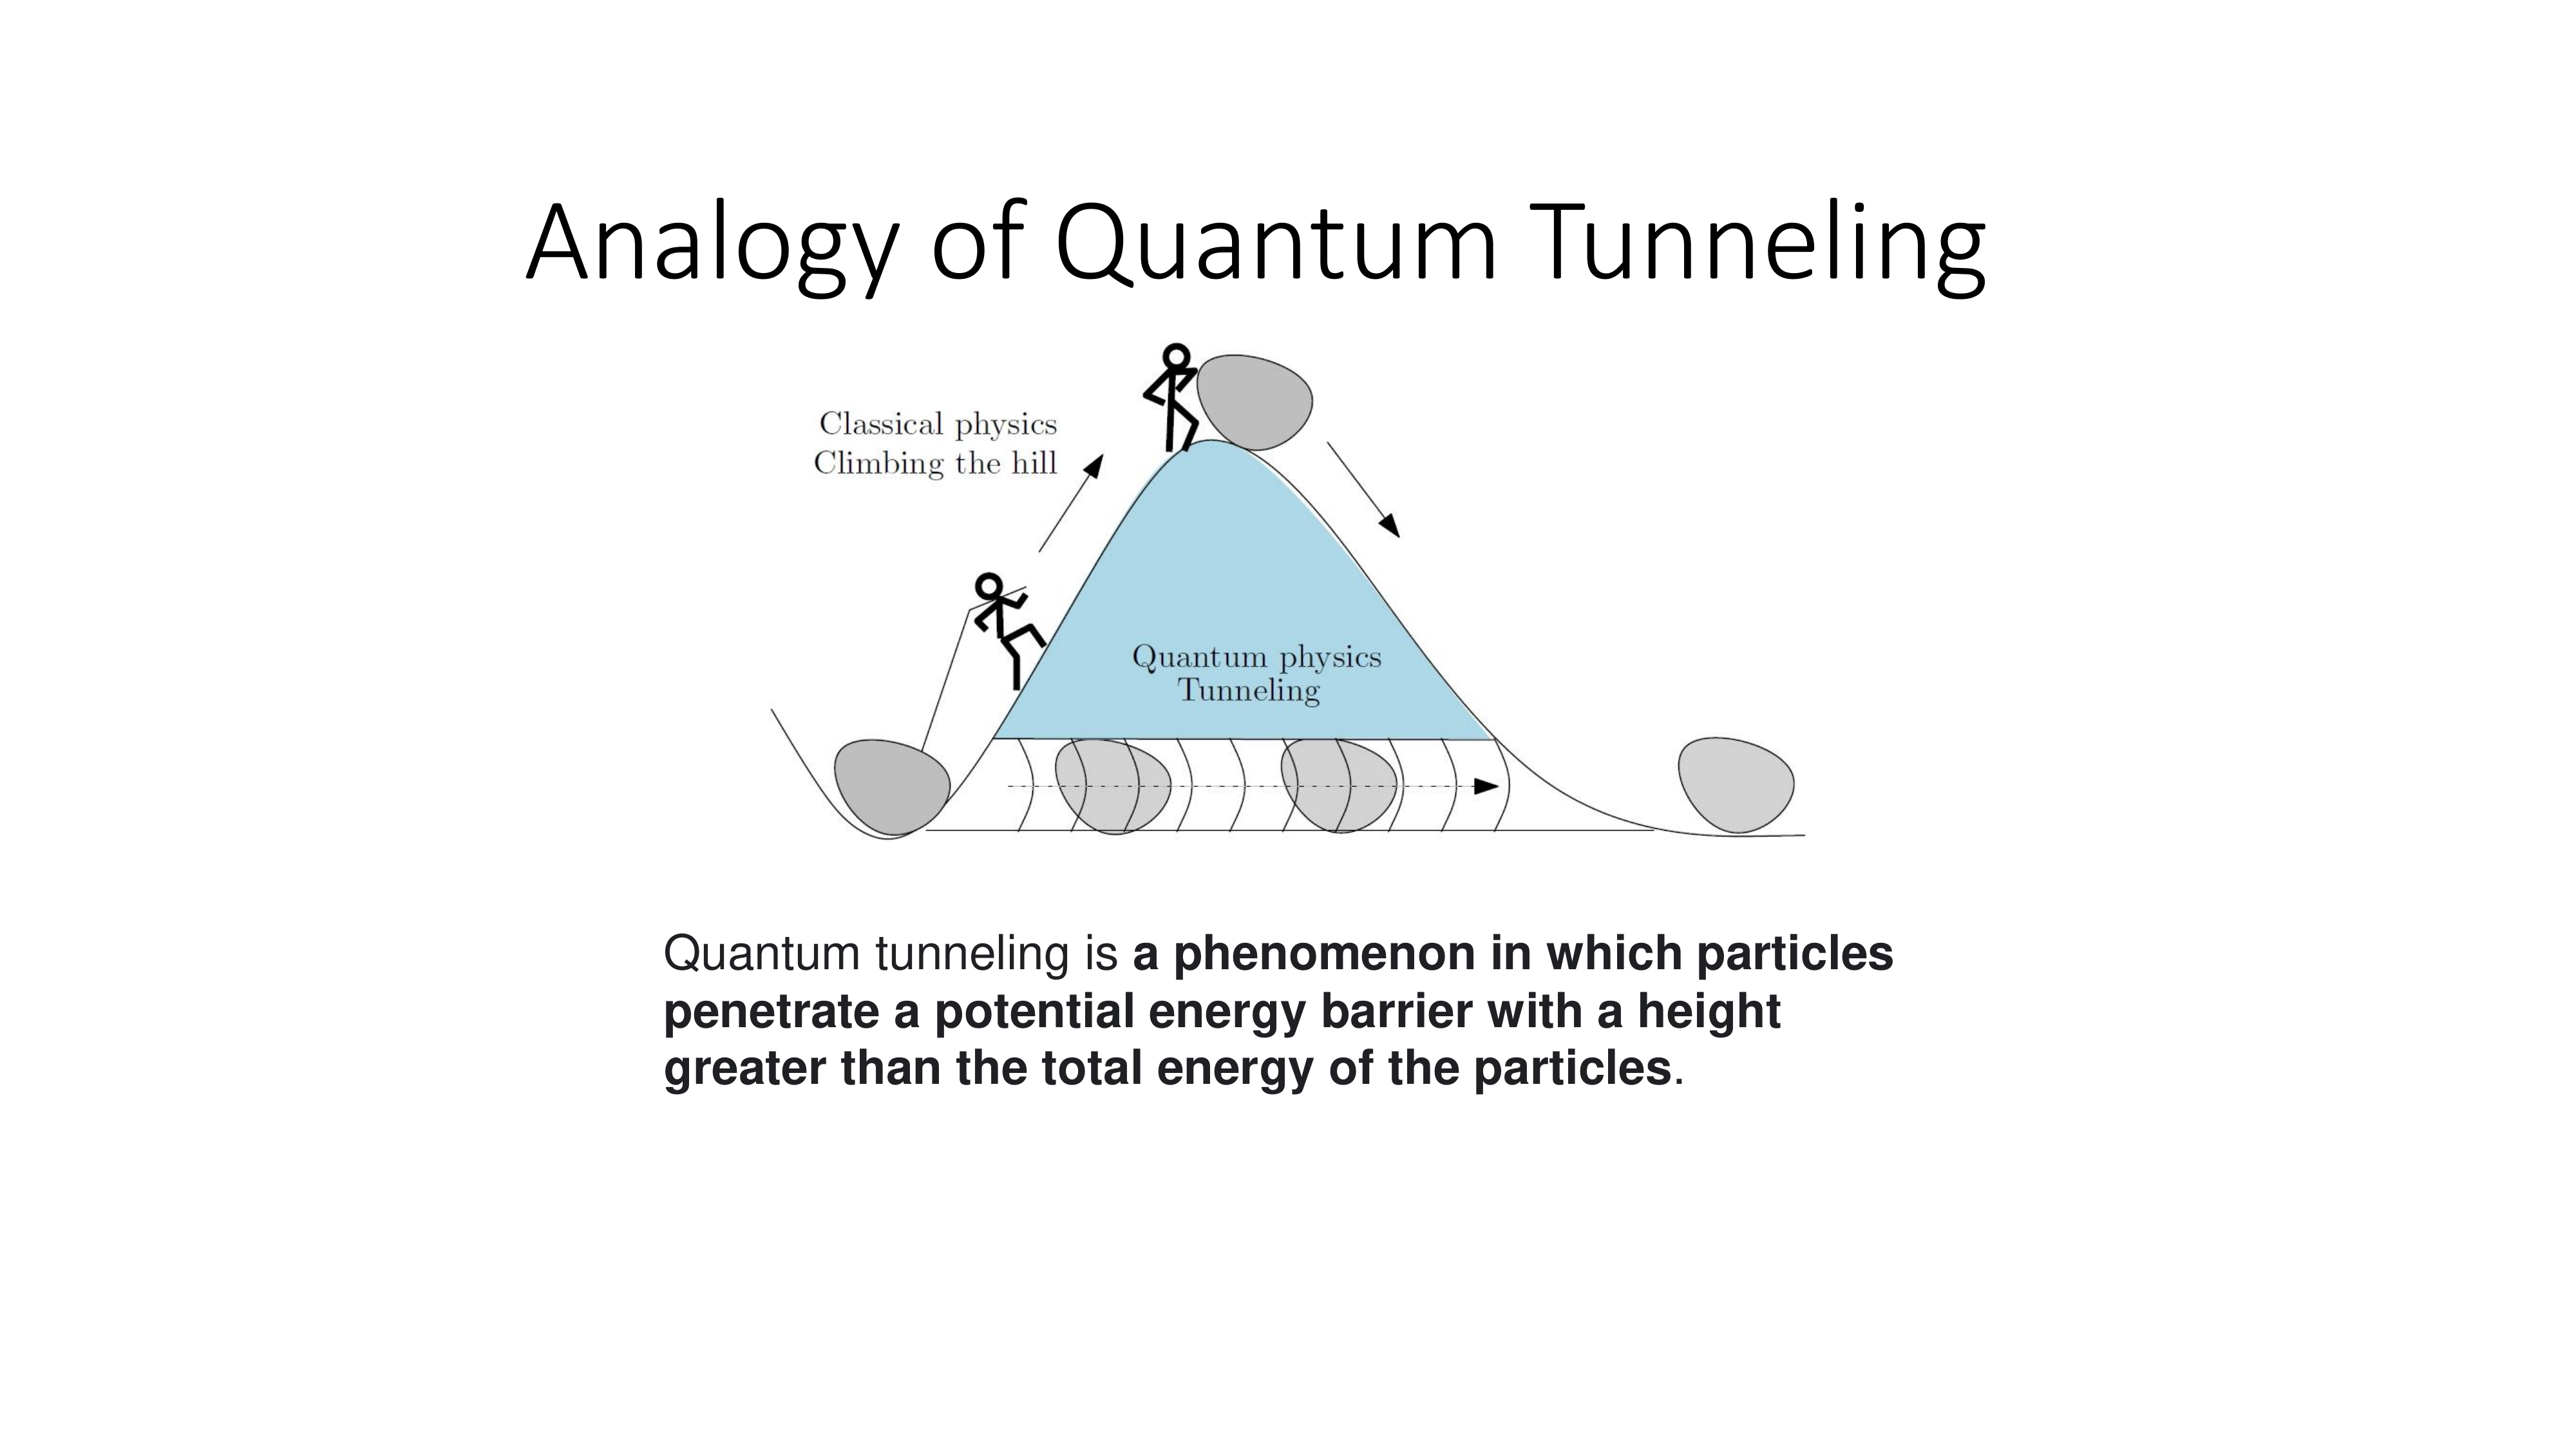 Analogy of Quantum Tunneling
Classical physics
Climbing the hill
Quantum physics
Tunneling
Quantum tunneling is a phenomenon in which particles
penetrate a potential energy barrier with a height
greater than the total energy of the particles.